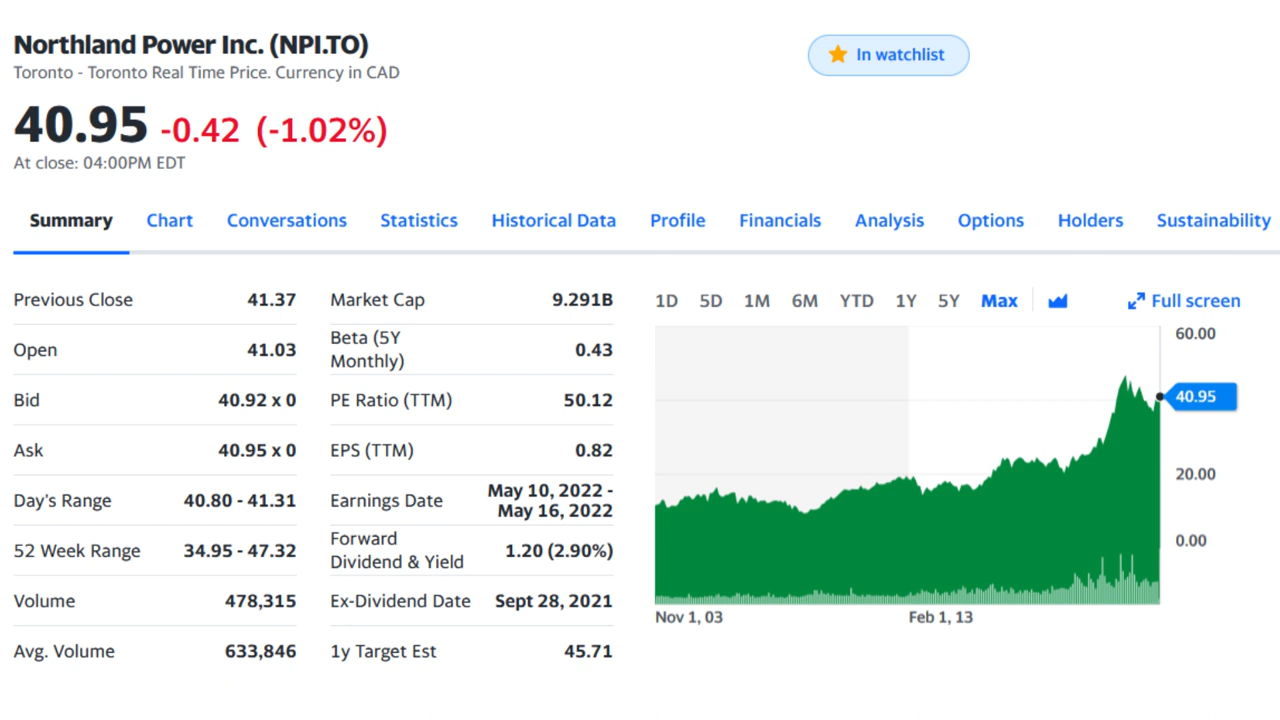 Northland Power Inc. (NPI.TO)
Toronto - Toronto Real Time Price. Currency in CAD
In watchlist
40.95 -0.42 (-1.02%)
At close: 04:00PM EDT
Summary Chart Conversations Statistics Historical Data Profile Financials Analysis Options Holders Sustainability
Previous Close 41.37
Open 41.03
Bid 40.92 x 0
Ask 40.95 x 0
Day's Range 40.80 - 41.31
52 Week Range 34.95 - 47.32
Volume 478,315
Avg. Volume 633,846
Market Cap 9.291B
Beta (5Y
Monthly) 0.43
PE Ratio (TTM) 50.12
EPS (TTM) 0.82
Earnings Date May 10, 2022 -
May 16, 2022
Forward
Dividend & Yield 1.20 (2.90%)
Ex-Dividend Date Sept 28, 2021
1y Target Est 45.71
1D 5D 1M 6M YTD 1Y 5Y Max Full screen
60.00
40.95
20.00
0.00
Nov 1, 03 Feb 1, 13